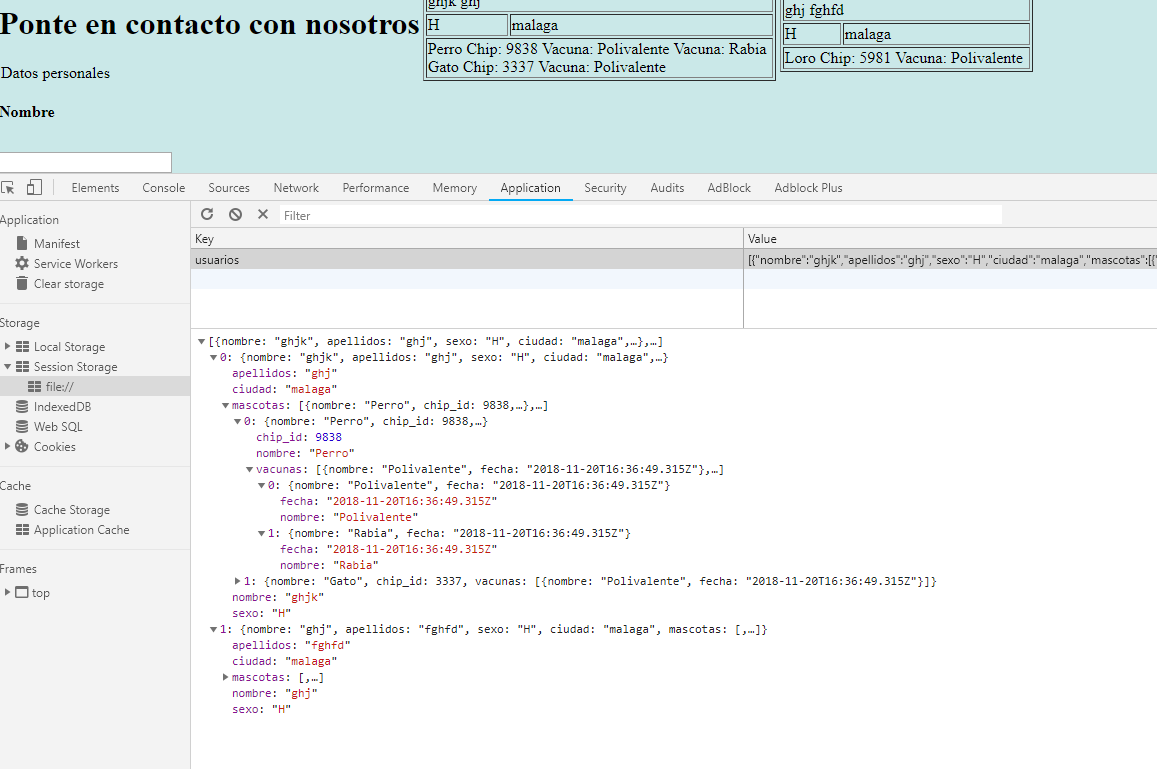 Ponte en contacto con nosotros
Datos personales
Nombre
ghjk ghj
H malaga
Perro Chip: 9838 Vacuna: Polivalente Vacuna: Rabia
Gato Chip: 3337 Vacuna: Polivalente
ghj fghfd
H malaga
Loro Chip: 5981 Vacuna: Polivalente
Elements Console Sources Network Performance Memory Application Security Audits AdBlock Adblock Plus
Application
Manifest
Service Workers
Clear storage
Storage
Local Storage
Session Storage
file://
IndexedDB
Web SQL
Cookies
Cache
Cache Storage
Application Cache
Frames
top
Filter
Key Value
usuarios [{"nombre":"ghjk","apellidos":"ghj","sexo":"H","ciudad":"malaga","mascotas":[{"
[{nombre: "ghjk", apellidos: "ghj", sexo: "H", ciudad: "malaga",…},…]
0: {nombre: "ghjk", apellidos: "ghj", sexo: "H", ciudad: "malaga",…}
apellidos: "ghj"
ciudad: "malaga"
mascotas: [{nombre: "Perro", chip_id: 9838,…},…]
0: {nombre: "Perro", chip_id: 9838,…}
chip_id: 9838
nombre: "Perro"
vacunas: [{nombre: "Polivalente", fecha: "2018-11-20T16:36:49.315Z"},…]
0: {nombre: "Polivalente", fecha: "2018-11-20T16:36:49.315Z"}
fecha: "2018-11-20T16:36:49.315Z"
nombre: "Polivalente"
1: {nombre: "Rabia", fecha: "2018-11-20T16:36:49.315Z"}
fecha: "2018-11-20T16:36:49.315Z"
nombre: "Rabia"
1: {nombre: "Gato", chip_id: 3337, vacunas: [{nombre: "Polivalente", fecha: "2018-11-20T16:36:49.315Z"}]}
nombre: "ghjk"
sexo: "H"
1: {nombre: "ghj", apellidos: "fghfd", sexo: "H", ciudad: "malaga", mascotas: [,…]}
apellidos: "fghfd"
ciudad: "malaga"
mascotas: [,…]
nombre: "ghj"
sexo: "H"